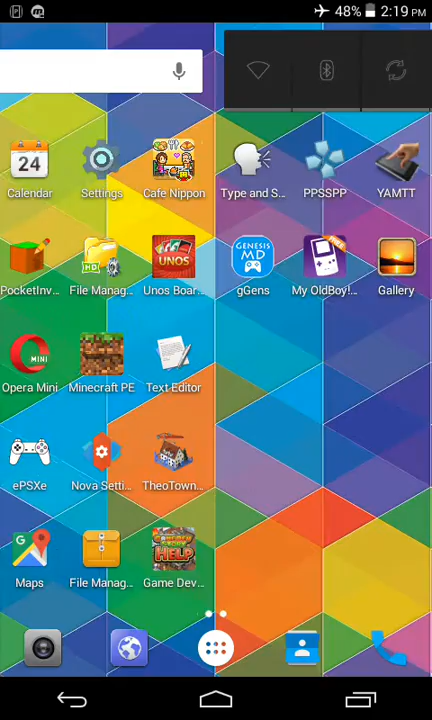 48% 2:19 PM
24
Calendar Settings Cafe Nippon Type and S... PPSSPP YAMTT
HD UNOS GENESIS MD FREE
PocketInv... File Manag... Unos Boar... gGens My OldBoy!... Gallery
MINI
Opera Mini Minecraft PE Text Editor
ePSXe Nova Setti... TheoTown...
G HELP
Maps File Manag... Game Dev...